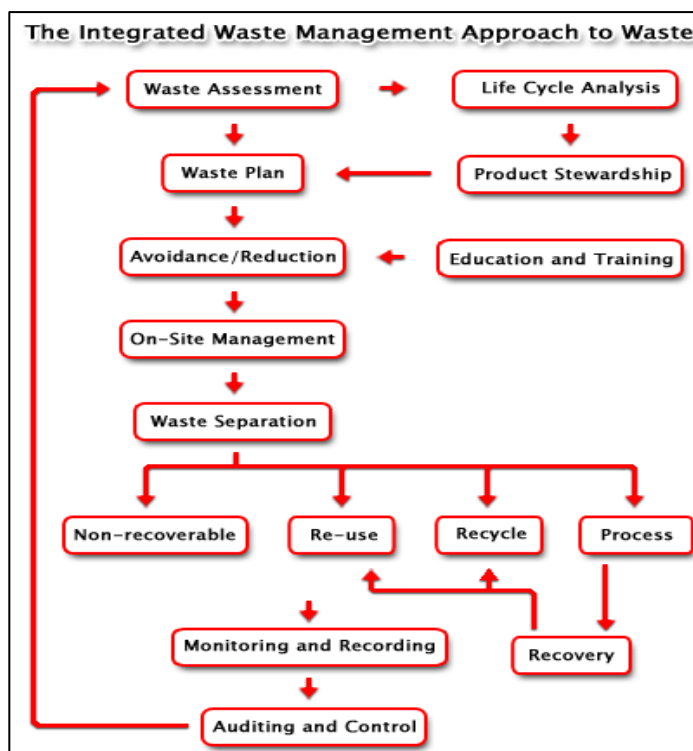 The Integrated Waste Management Approach to Waste
Waste Assessment
Life Cycle Analysis
Waste Plan
Product Stewardship
Avoidance/Reduction
Education and Training
On-Site Management
Waste Separation
Non-recoverable
Re-use
Recycle
Process
Monitoring and Recording
Recovery
Auditing and Control